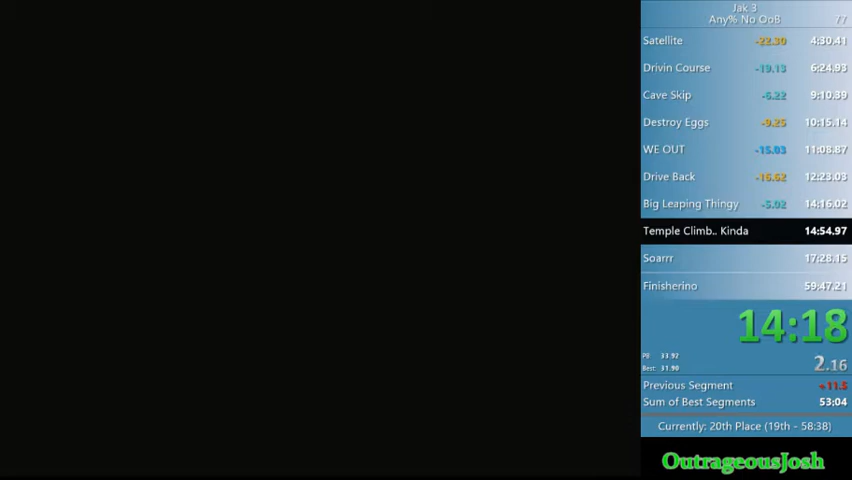 Jak 3
Any% No OoB 77
Satellite -22.30 4:30.41
Drivin Course -19.13 6:24.93
Cave Skip -6.22 9:10.39
Destroy Eggs -9.25 10:15.14
WE OUT -15.03 11:08.87
Drive Back -16.62 12:23.03
Big Leaping Thingy -5.02 14:16.02
Temple Climb.. Kinda 14:54.97
Soarrr 17:28.15
Finisherino 59:47.21
14:18
PB: 33.92
Best: 31.90
2.16
Previous Segment +11.5
Sum of Best Segments 53:04
Currently: 20th Place (19th - 58:38)
OutrageousJosh